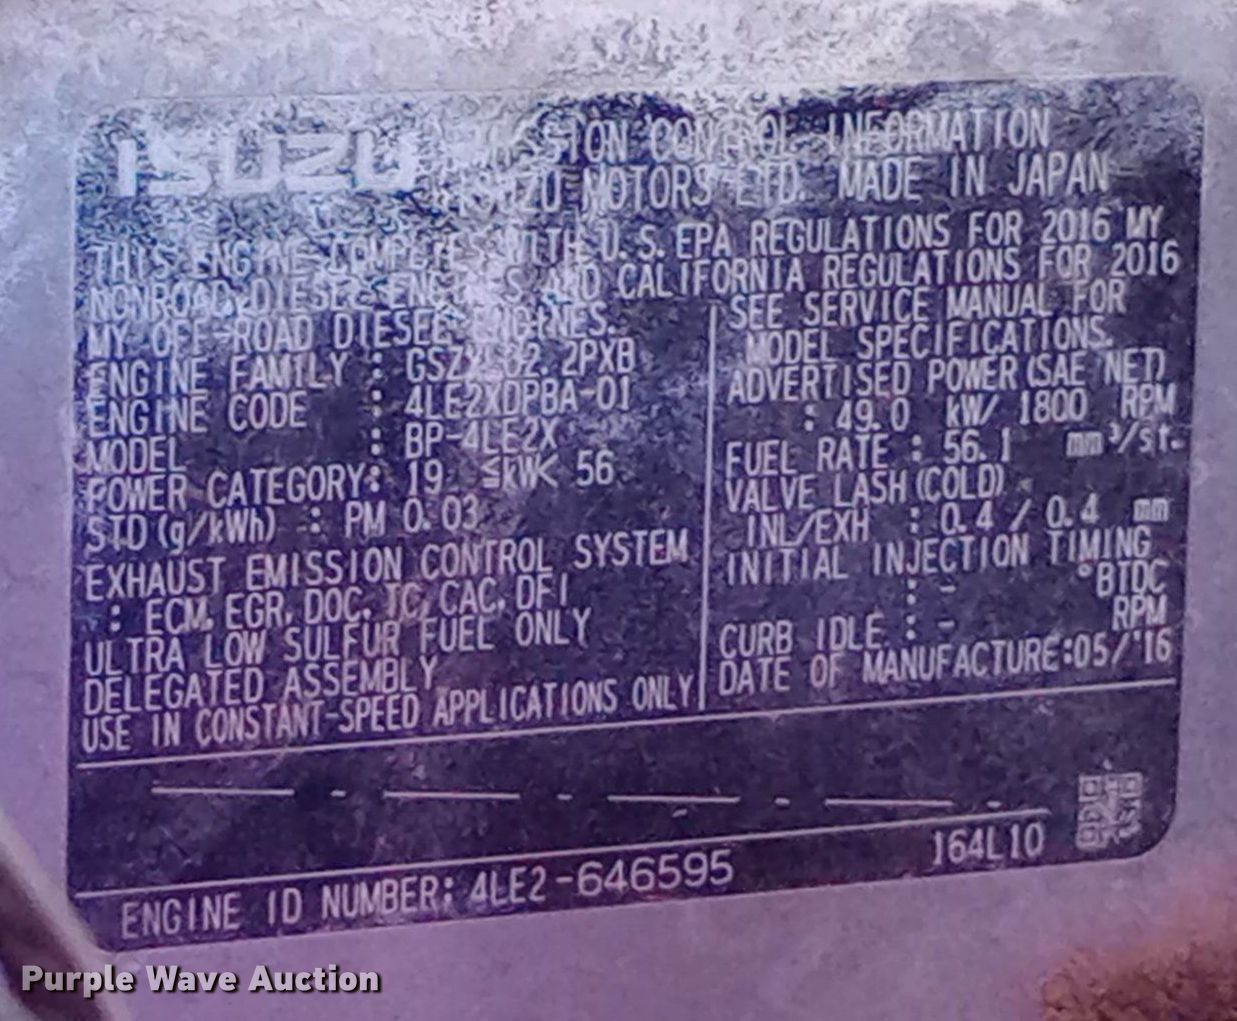 ISUZU
CONTROL INFORMATION
ISUZU MOTORS LTD. MADE IN JAPAN
THIS ENGINE COMPLIES WITH U.S. EPA REGULATIONS FOR 2016 MY
NONROAD DIESEL ENGINES AND CALIFORNIA REGULATIONS FOR 2016
MY OFF-ROAD DIESEL ENGINES.
ENGINE FAMILY :
ENGINE CODE : 4LE2XDPBA-01
MODEL : BP-4LE2X
POWER CATEGORY: 19 ≦kW< 56
STD (g/kWh) : PM 0.03
EXHAUST EMISSION CONTROL SYSTEM
: ECM, EGR, DOC, TC, CAC, DFI
ULTRA LOW SULFUR FUEL ONLY
DELEGATED ASSEMBLY
USE IN CONSTANT-SPEED APPLICATIONS ONLY
SEE SERVICE MANUAL FOR
MODEL SPECIFICATIONS.
ADVERTISED POWER (SAE NET)
: 49.0 kW/ 1800 RPM
FUEL RATE : 56.1 mm³/st.
VALVE LASH (COLD)
INL/EXH : 0.4 / 0.4 mm
INITIAL INJECTION TIMING
: - °BTDC
CURB IDLE : - RPM
DATE OF MANUFACTURE:05/'16
164L10
ENGINE ID NUMBER: 4LE2-646595
Purple Wave Auction